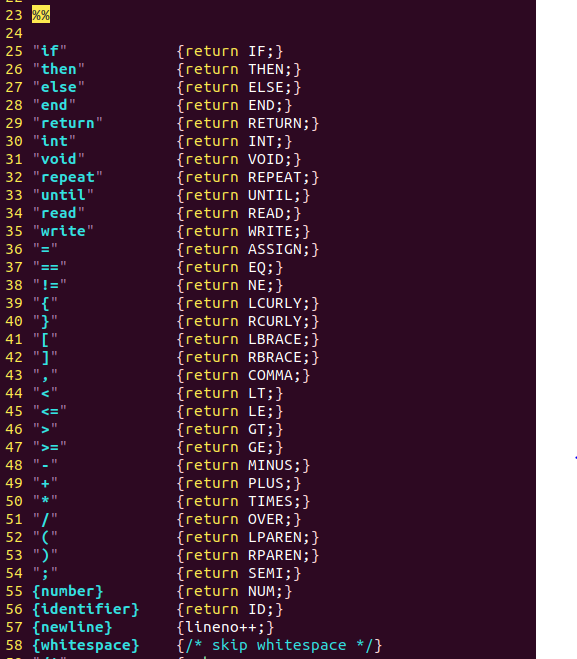 23 %%
24
25 "if" {return IF;}
26 "then" {return THEN;}
27 "else" {return ELSE;}
28 "end" {return END;}
29 "return" {return RETURN;}
30 "int" {return INT;}
31 "void" {return VOID;}
32 "repeat" {return REPEAT;}
33 "until" {return UNTIL;}
34 "read" {return READ;}
35 "write" {return WRITE;}
36 "=" {return ASSIGN;}
37 "==" {return EQ;}
38 "!=" {return NE;}
39 "{" {return LCURLY;}
40 "}" {return RCURLY;}
41 "[" {return LBRACE;}
42 "]" {return RBRACE;}
43 "," {return COMMA;}
44 "<" {return LT;}
45 "<=" {return LE;}
46 ">" {return GT;}
47 ">=" {return GE;}
48 "-" {return MINUS;}
49 "+" {return PLUS;}
50 "*" {return TIMES;}
51 "/" {return OVER;}
52 "(" {return LPAREN;}
53 ")" {return RPAREN;}
54 ";" {return SEMI;}
55 {number} {return NUM;}
56 {identifier} {return ID;}
57 {newline} {lineno++;}
58 {whitespace} {/* skip whitespace */}